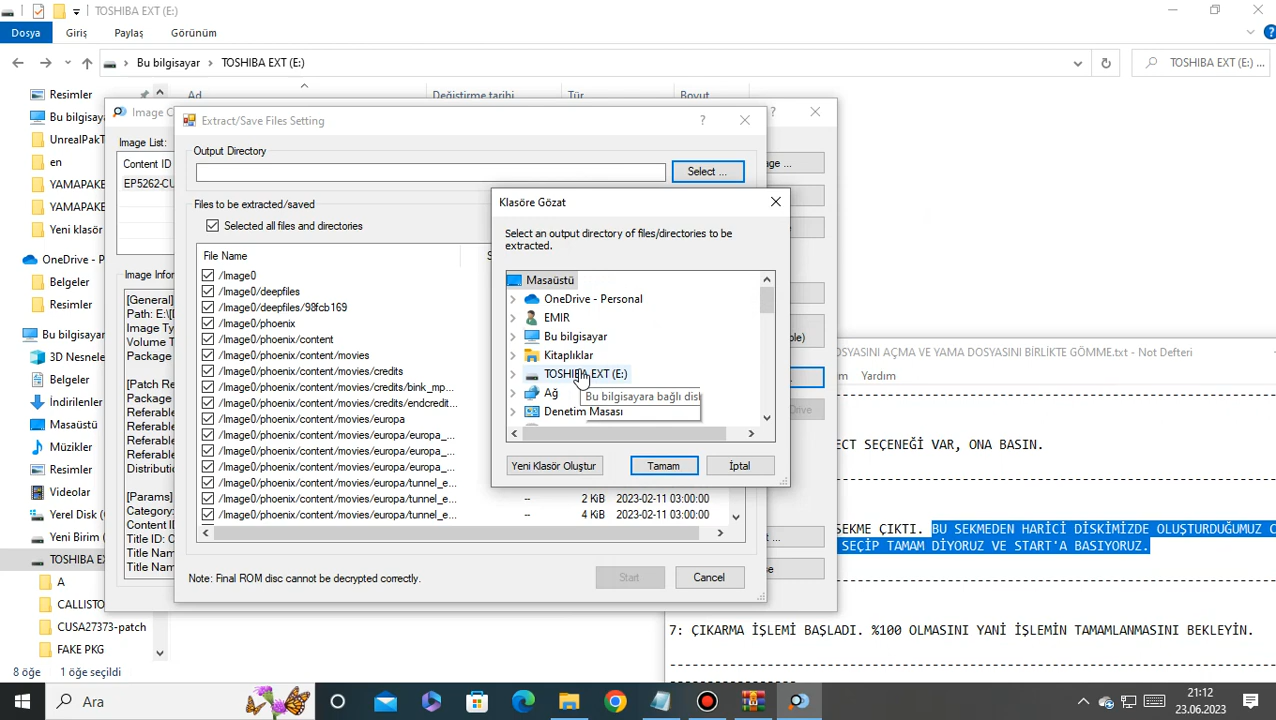 TOSHIBA EXT (E:)
Dosya
Giriş
Paylaş
Görünüm
Bu bilgisayar
TOSHIBA EXT (E:)
TOSHIBA EXT (E:) ...
Resimler
Bu bilgisaya
UnrealPakT
en
YAMAPAKE
YAMAPAKE
Yeni klasör
OneDrive - P
Belgeler
Resimler
Bu bilgisaya
3D Nesnele
Belgeler
İndirilenler
Masaüstü
Müzikler
Resimler
Videolar
Yerel Disk (
Yeni Birim (
TOSHIBA EX
A
CALLISTO
CUSA27373-patch
FAKE PKG
8 öğe
1 öğe seçildi
Ad
Değiştirme tarihi
Tür
Boyut
Image C
Image List:
Content ID
EP5262-CU
Image Infor
[General]
Path: E:\[D
Image Ty
Volume T
Package
[Patch Re
Package
Referable
Referable
Referable
Distributio
[Params]
Category:
Content ID
Title ID: C
Title Nam
Title Nam
Extract/Save Files Setting
Output Directory
Select ...
Files to be extracted/saved
Selected all files and directories
File Name
/Image0
/Image0/deepfiles
/Image0/deepfiles/98fcb169
/Image0/phoenix
/Image0/phoenix/content
/Image0/phoenix/content/movies
/Image0/phoenix/content/movies/credits
/Image0/phoenix/content/movies/credits/bink_mp...
/Image0/phoenix/content/movies/credits/endcredit...
/Image0/phoenix/content/movies/europa
/Image0/phoenix/content/movies/europa/europa_...
/Image0/phoenix/content/movies/europa/europa_...
/Image0/phoenix/content/movies/europa/europa_...
/Image0/phoenix/content/movies/europa/tunnel_e...
/Image0/phoenix/content/movies/europa/tunnel_e... -- 2 KiB 2023-02-11 03:00:00
/Image0/phoenix/content/movies/europa/tunnel_e... -- 4 KiB 2023-02-11 03:00:00
Note: Final ROM disc cannot be decrypted correctly.
Start
Cancel
Klasöre Gözat
Select an output directory of files/directories to be
extracted.
Masaüstü
OneDrive - Personal
EMIR
Bu bilgisayar
Kitaplıklar
TOSHIBA EXT (E:)
Ağ
Bu bilgisayara bağlı disl
Denetim Masası
Yeni Klasör Oluştur
Tamam
İptal
DOSYASINI AÇMA VE YAMA DOSYASINI BİRLİKTE GÖMME.txt - Not Defteri
Yardım
ECT SEÇENEĞİ VAR, ONA BASIN.
SEKME ÇIKTI. BU SEKMEDEN HARİCİ DİSKİMİZDE OLUŞTURDUĞUMUZ
SEÇİP TAMAM DİYORUZ VE START'A BASIYORUZ.
7: ÇIKARMA İŞLEMİ BAŞLADI. %100 OLMASINI YANİ İŞLEMİN TAMAMLANMASINI BEKLEYİN.
Ara
21:12
23.06.2023